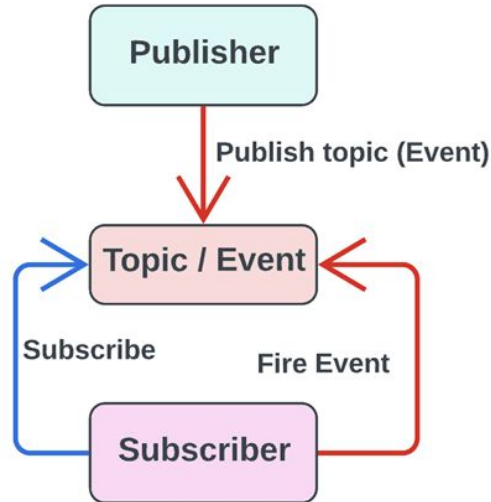 Publisher
Publish topic (Event)
Topic / Event
Subscribe
Fire Event
Subscriber